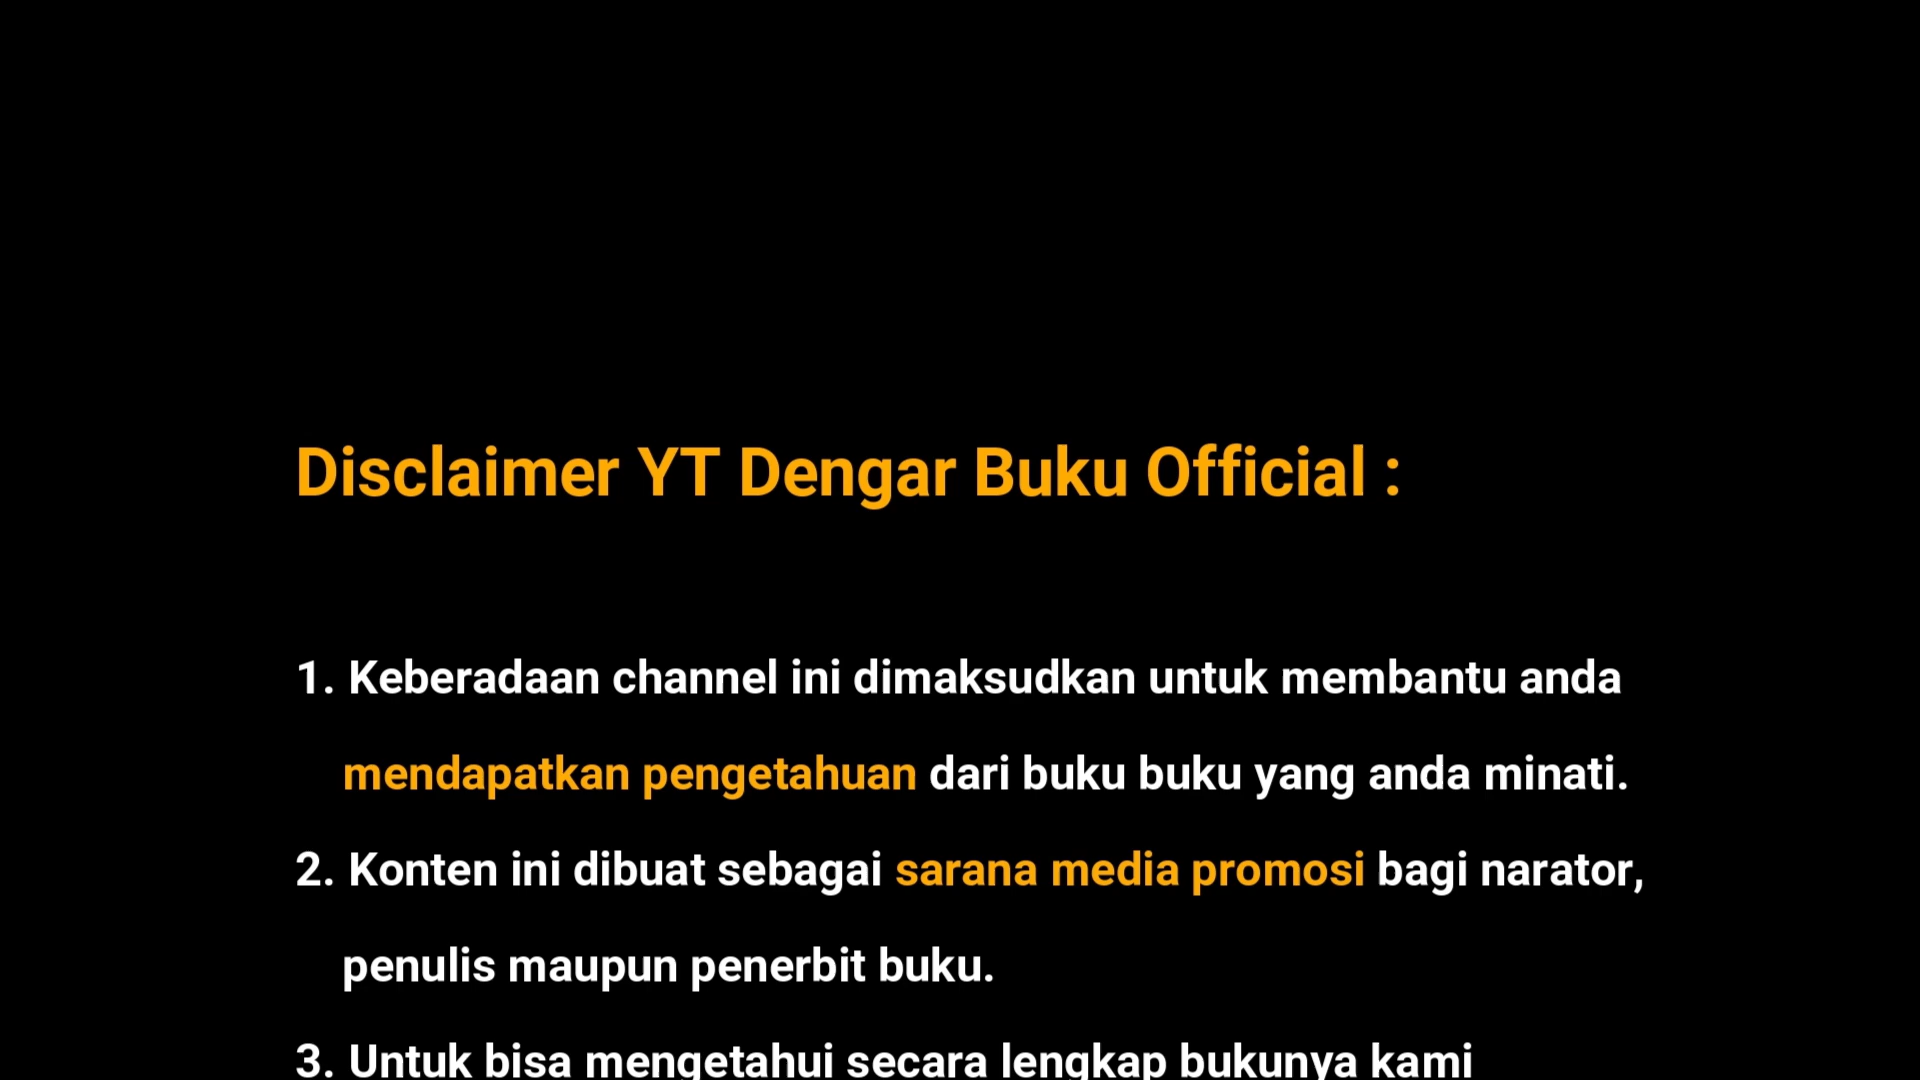 Disclaimer YT Dengar Buku Official :
1. Keberadaan channel ini dimaksudkan untuk membantu anda
mendapatkan pengetahuan dari buku buku yang anda minati.
2. Konten ini dibuat sebagai sarana media promosi bagi narator,
penulis maupun penerbit buku.
3. Untuk bisa mengetahui secara lengkap bukunya kami